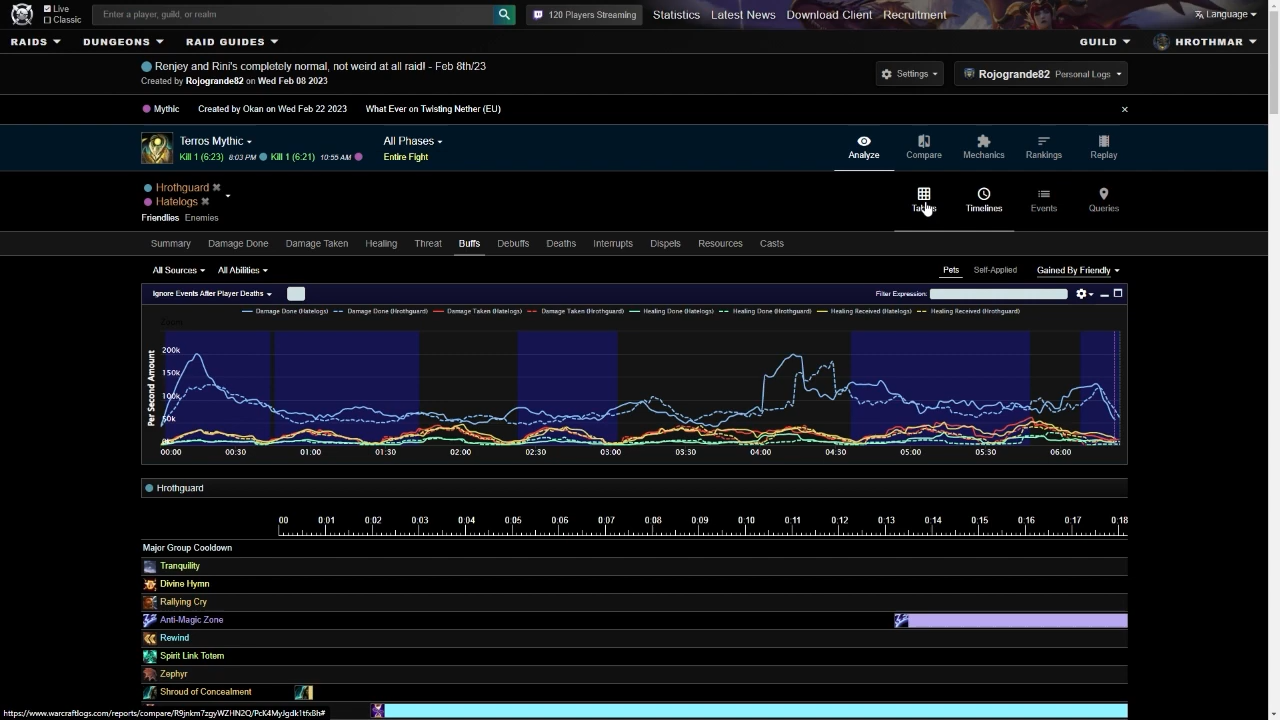 Live
Classic
Enter a player, guild, or realm
120 Players Streaming
Statistics
Latest News
Download Client
Recruitment
Language
RAIDS
DUNGEONS
RAID GUIDES
GUILD
HROTHMAR
Renjey and Rini's completely normal, not weird at all raid! - Feb 8th/23
Created by Rojogrande82 on Wed Feb 08 2023
Settings
Rojogrande82 Personal Logs
Mythic Created by Okan on Wed Feb 22 2023 What Ever on Twisting Nether (EU)
Terros Mythic
Kill 1 (6:23) 8:03 PM Kill 1 (6:21) 10:55 AM
All Phases
Entire Fight
Analyze
Compare
Mechanics
Rankings
Replay
Hrothguard
Hatelogs
Friendlies Enemies
Timelines
Events
Queries
Summary Damage Done Damage Taken Healing Threat Buffs Debuffs Deaths Interrupts Dispels Resources Casts
All Sources All Abilities
Pets Self-Applied Gained By Friendly
Ignore Events After Player Deaths
Filter Expression:
Damage Done (Hatelogs) Damage Done (Hrothguard) Damage Taken (Hatelogs) Damage Taken (Hrothguard) Healing Done (Hatelogs) Healing Done (Hrothguard) Healing Received (Hatelogs) Healing Received (Hrothguard)
Zoom
Per Second Amount
200k
150k
100k
50k
00:00 00:30 01:00 01:30 02:00 02:30 03:00 03:30 04:00 04:30 05:00 05:30 06:00
Hrothguard
00 0:01 0:02 0:03 0:04 0:05 0:06 0:07 0:08 0:09 0:10 0:11 0:12 0:13 0:14 0:15 0:16 0:17 0:18
Major Group Cooldown
Tranquility
Divine Hymn
Rallying Cry
Anti-Magic Zone
Rewind
Spirit Link Totem
Zephyr
Shroud of Concealment